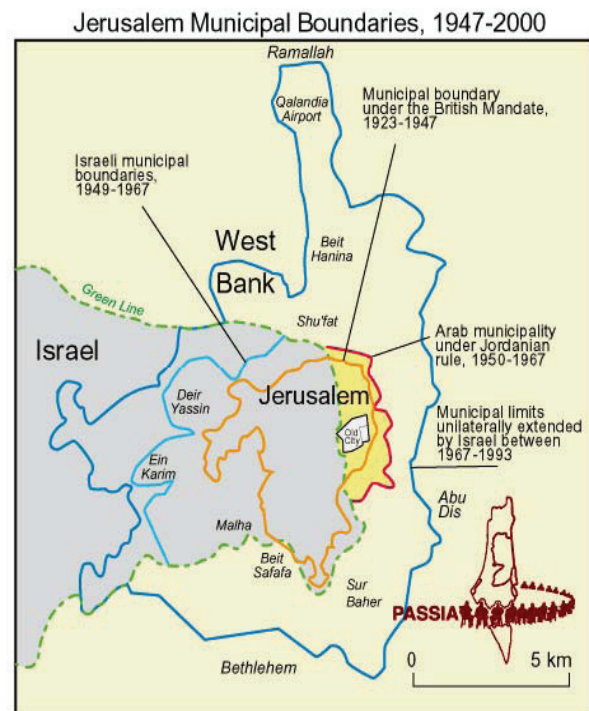 Jerusalem Municipal Boundaries, 1947-2000
Ramallah
Qalandia
Airport
Municipal boundary
under the British Mandate,
1923-1947
Israeli municipal
boundaries,
1949-1967
West
Bank
Beit
Hanina
Green Line
Shu'fat
Israel
Arab municipality
under Jordanian
rule, 1950-1967
Deir
Yassin
Jerusalem
Old
City
Municipal limits
unilaterally extended
by Israel between
1967-1993
Ein
Karim
Abu
Dis
Malha
Beit
Safafa
Sur
Baher
PASSIA
Bethlehem
0 5 km